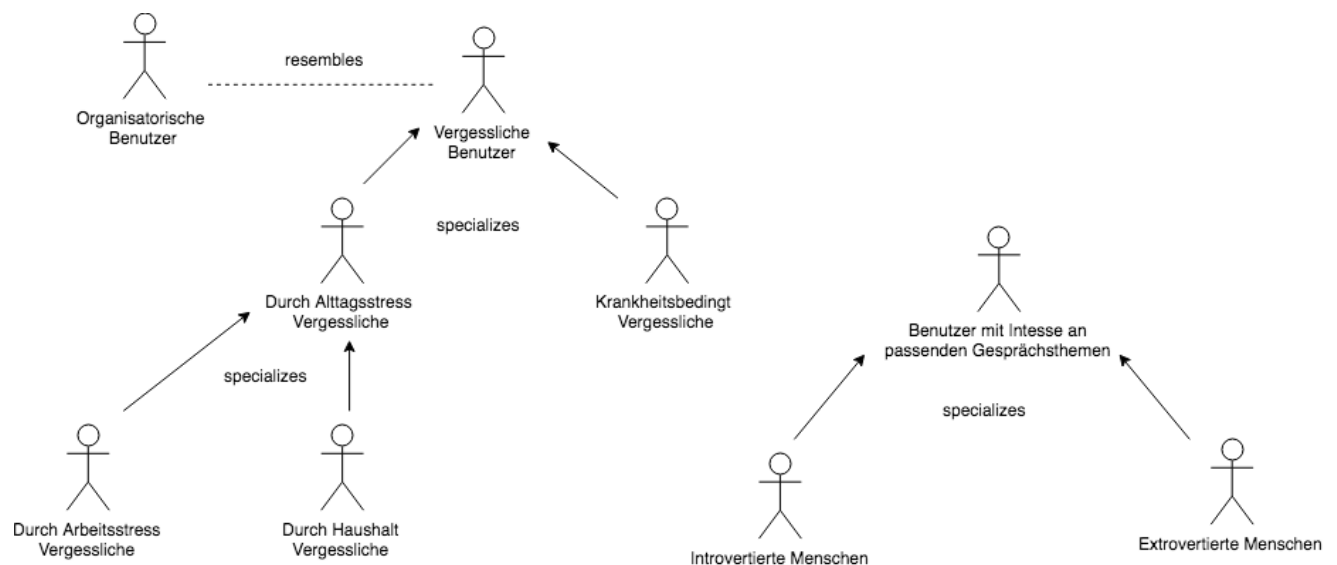 resembles
Organisatorische
Benutzer
Vergessliche
Benutzer
specializes
Durch Alttagsstress
Vergessliche
Krankheitsbedingt
Vergessliche
Benutzer mit Intesse an
passenden Gesprächsthemen
specializes
specializes
Durch Arbeitsstress
Vergessliche
Durch Haushalt
Vergessliche
Introvertierte Menschen
Extrovertierte Menschen